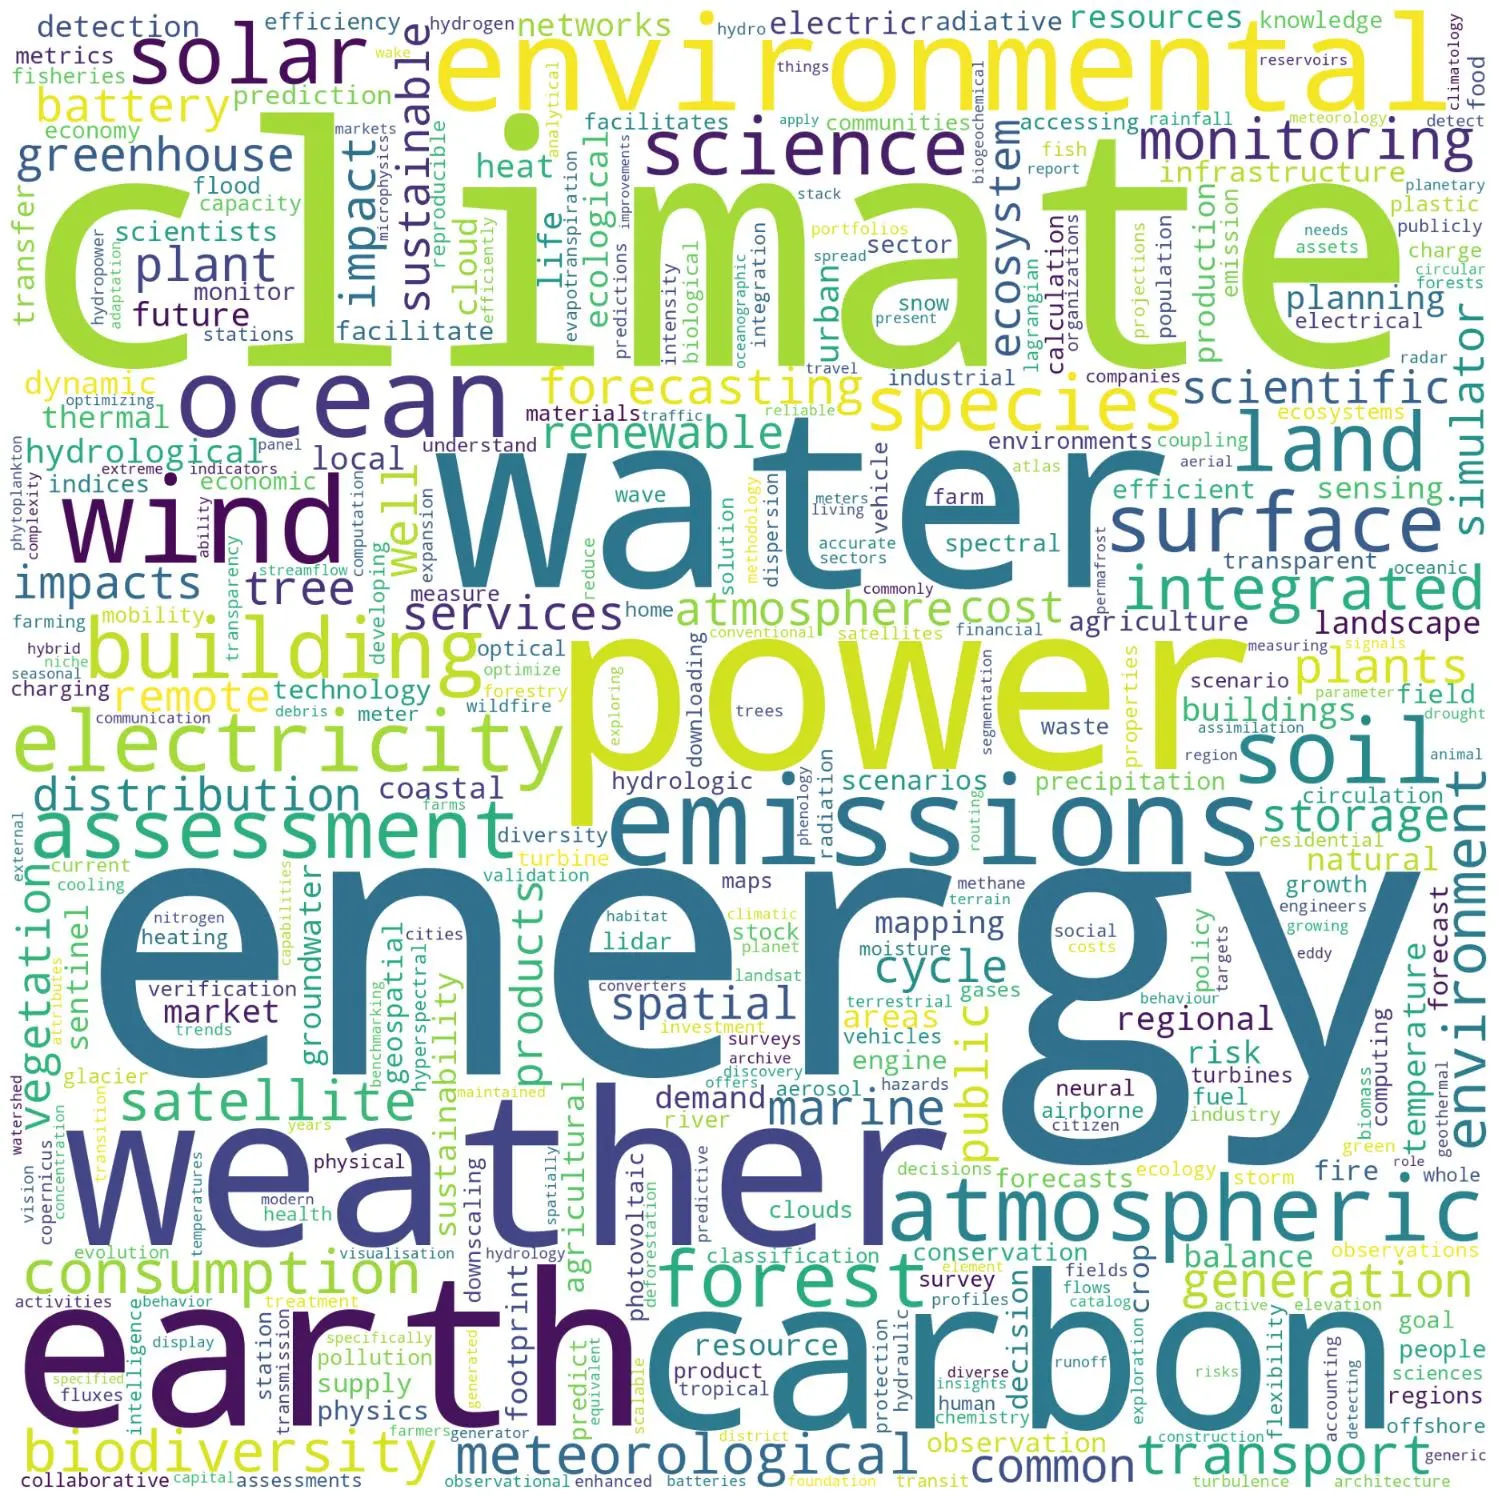 detection
efficiency
hydrogen
networks
hydro
electric
radiative
resources
knowledge
metrics
solar
wake
sustainable
environmental
things
reservoirs
climatology
food
fisheries
battery
prediction
analytical
biogeochemical
economy
markets
reproducible
facilitates
apply
communities
accessing
rainfall
meteorology
detect
greenhouse
impact
heat
science
ecosystem
fish
monitoring
climate
transfer
flood
capacity
microphysics
cloud
life
ecological
improvements
stack
report
infrastructure
planetary
plastic
publicly
scientists
evapotranspiration
portfolios
sector
calculation
organizations
population
production
emission
needs
assets
charge
plant
hydropower
adaptation
monitor
efficiently
predictions
intensity
biological
oceanographic
integration
spread
urban
snow
lagrangian
projections
circular
forests
planning
future
stations
facilitate
present
electrical
simulator
radar
dynamic
optimizing
ocean
forecasting
travel
industrial
species
companies
scientific
thermal
materials
traffic
reliable
ecosystems
hydrological
panel
local
understand
renewable
environments
coupling
land
phytoplankton
complexity
extreme
indicators
indices
economic
wind
ability
computation
well
expansion
water
wave
solution
methodology
dispersion
meters
living
vehicle
farm
atlas
aerial
efficient
sensing
surface
accurate
sectors
spectral
transparency
streamflow
developing
reduce
transparent
oceanic
impacts
tree
measure
commonly
permafrost
integrated
farming
mobility
building
services
home
atmosphere
cost
agriculture
landscape
hybrid
niche
seasonal
optical
conventional
satellites
financial
measuring
signals
charging
remote
technology
optimize
power
scenario
plants
communication
debris
meter
forestry
wildfire
exploring
downloading
trees
segmentation
waste
properties
buildings
parameter
field
assimilation
drought
electricity
hydrologic
region
soil
animal
distribution
coastal
farms
scenarios
precipitation
circulation
environment
external
assessment
diversity
emissions
phenology
radiation
routing
storage
residential
current
turbine
natural
cooling
vegetation
sentinel
validation
maps
methane
terrain
growth
engineers
growing
nitrogen
heating
capabilities
groundwater
geospatial
cities
products
habitat
lidar
climatic
stock
planet
mapping
moisture
social
costs
policy
targets
eddy
forecast
energy
verification
market
trends
attributes
benchmarking
hyperspectral
sustainability
landsat
converters
spatial
cycle
gases
terrestrial
areas
behaviour
regional
temperature
investment
surveys
vehicles
archive
discovery
engine
public
risk
turbines
computing
glacier
maintained
offers
aerosol
hazards
neural
fuel
biomass
geothermal
watershed
concentration
transition
satellite
years
agricultural
demand
river
marine
airborne
citizen
industry
green
weather
vision
copernicus
temperatures
physical
modern
health
downscaling
spatially
photovoltaic
deforestation
predictive
decisions
forecasts
ecology
storm
fire
role
whole
clouds
atmospheric
evolution
visualisation
hydrology
classification
conservation
balance
observations
consumption
forest
element
survey
fields
flows
catalog
crop
generation
activities
behavior
treatment
footprint
profiles
decision
active
elevation
goal
earth
carbon
intelligence
display
station
transmission
specifically
pollution
generated
predict
equivalent
scalable
resource
product
tropical
protection
hydraulic
diverse
insights
human
runoff
exploration
risks
flexibility
accounting
detecting
people
sciences
specified
fluxes
supply
regions
physics
farmers
generator
chemistry
offshore
biodiversity
meteorological
district
observation
construction
transport
generic
collaborative
capital
assessments
observational
enhanced
batteries
foundation
transit
common
turbulence
architecture